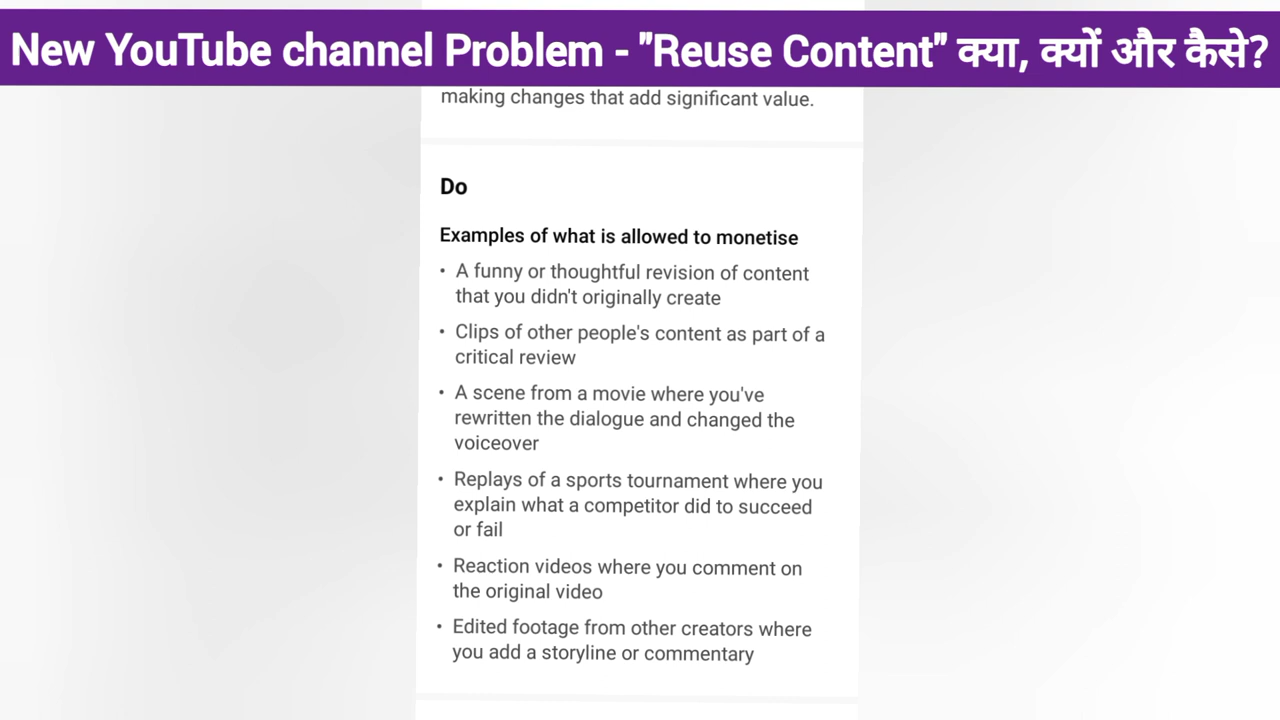 New YouTube channel Problem - "Reuse Content" क्या, क्यों और कैसे?
making changes that add significant value.
Do
Examples of what is allowed to monetise
• A funny or thoughtful revision of content
that you didn't originally create
• Clips of other people's content as part of a
critical review
• A scene from a movie where you've
rewritten the dialogue and changed the
voiceover
• Replays of a sports tournament where you
explain what a competitor did to succeed
or fail
• Reaction videos where you comment on
the original video
• Edited footage from other creators where
you add a storyline or commentary